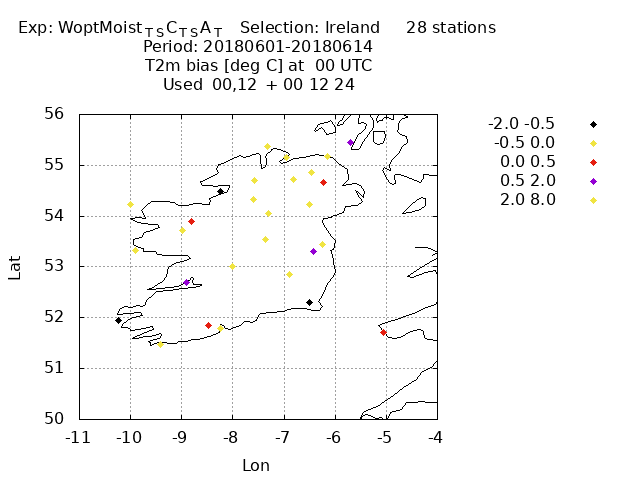 Exp: WoptMoist_T_S C_T_S A_T   Selection: Ireland     28 stations
Period: 20180601-20180614
T2m bias [deg C] at  00 UTC
Used  00,12  + 00 12 24
-2.0 -0.5
-0.5 0.0
0.0 0.5
0.5 2.0
2.0 8.0
56
55
54
53
52
51
50
Lat
-11 -10 -9 -8 -7 -6 -5 -4
Lon